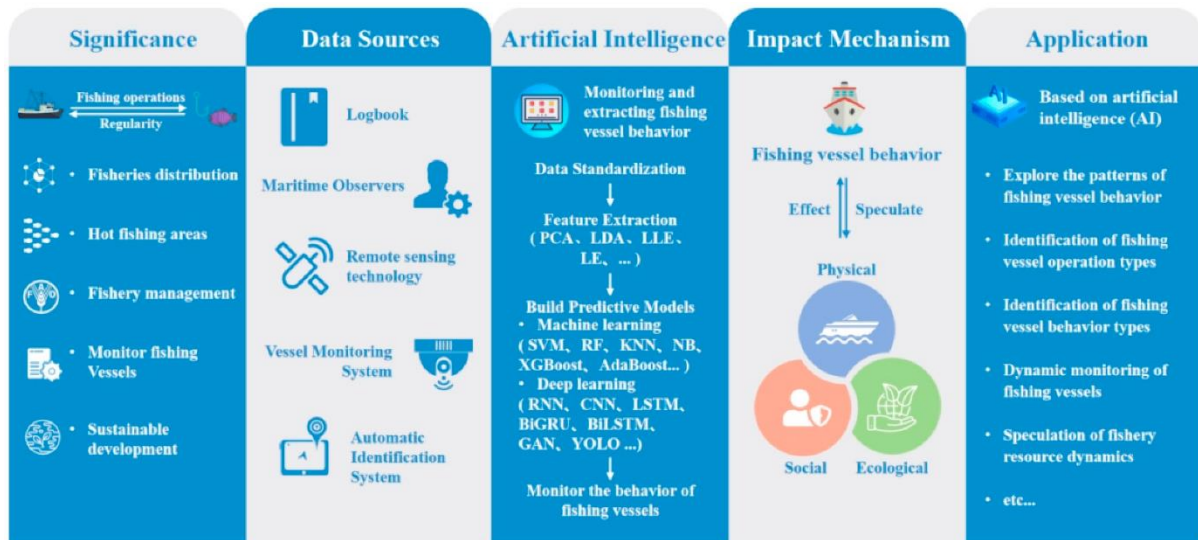 Significance
Fishing operations
Regularity
• Fisheries distribution
• Hot fishing areas
• Fishery management
• Monitor fishing
Vessels
• Sustainable
development
Data Sources
Logbook
Maritime Observers
Remote sensing
technology
Vessel Monitoring
System
Automatic
Identification
System
Artificial Intelligence
Monitoring and
extracting fishing
vessel behavior
Data Standardization
Feature Extraction
( PCA、LDA、LLE、
LE、... )
Build Predictive Models
• Machine learning
( SVM、RF、KNN、NB、
XGBoost、AdaBoost... )
• Deep learning
( RNN、CNN、LSTM、
BiGRU、BiLSTM、
GAN、YOLO ...)
Monitor the behavior of
fishing vessels
Impact Mechanism
Fishing vessel behavior
Effect
Speculate
Physical
Social
Ecological
Application
Based on artificial
intelligence (AI)
• Explore the patterns of
fishing vessel behavior
• Identification of fishing
vessel operation types
• Identification of fishing
vessel behavior types
• Dynamic monitoring of
fishing vessels
• Speculation of fishery
resource dynamics
• etc...